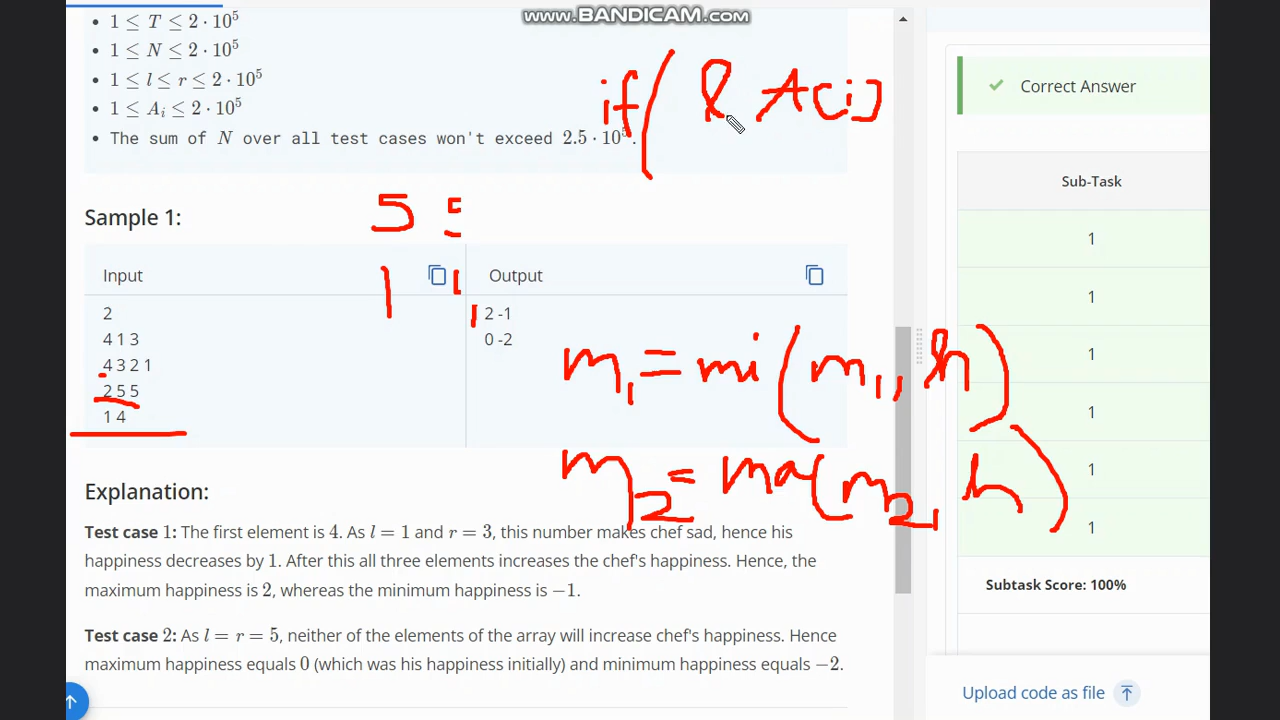 www.BANDICAM.com
• 1 ≤ T ≤ 2 · 10⁵
• 1 ≤ N ≤ 2 · 10⁵
• 1 ≤ l ≤ r ≤ 2 · 10⁵
• 1 ≤ Aᵢ ≤ 2 · 10⁵
• The sum of N over all test cases won't exceed 2.5 · 10⁵.
if( l A[i]
Sample 1:
5 5
1 1
Input
2
4 1 3
4 3 2 1
2 5 5
1 4
Output
2 -1
0 -2
m₁ = mi(m₁, h)
m₂ = ma(m₂, h)
Explanation:
Test case 1: The first element is 4. As l = 1 and r = 3, this number makes chef sad, hence his
happiness decreases by 1. After this all three elements increases the chef's happiness. Hence, the
maximum happiness is 2, whereas the minimum happiness is −1.
Test case 2: As l = r = 5, neither of the elements of the array will increase chef's happiness. Hence
maximum happiness equals 0 (which was his happiness initially) and minimum happiness equals −2.
Correct Answer
Sub-Task
1
1
1
1
1
1
Subtask Score: 100%
Upload code as file